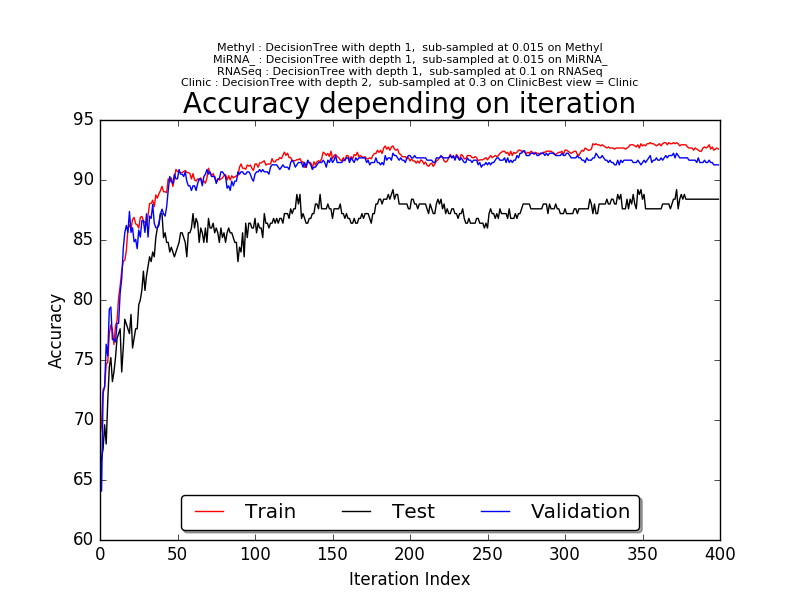 Methyl : DecisionTree with depth 1,  sub-sampled at 0.015 on Methyl
MiRNA_ : DecisionTree with depth 1,  sub-sampled at 0.015 on MiRNA_
RNASeq : DecisionTree with depth 1,  sub-sampled at 0.1 on RNASeq
Clinic : DecisionTree with depth 2,  sub-sampled at 0.3 on ClinicBest view = Clinic
Accuracy depending on iteration
95
90
85
80
75
70
65
60
Accuracy
Train Test Validation
0 50 100 150 200 250 300 350 400
Iteration Index